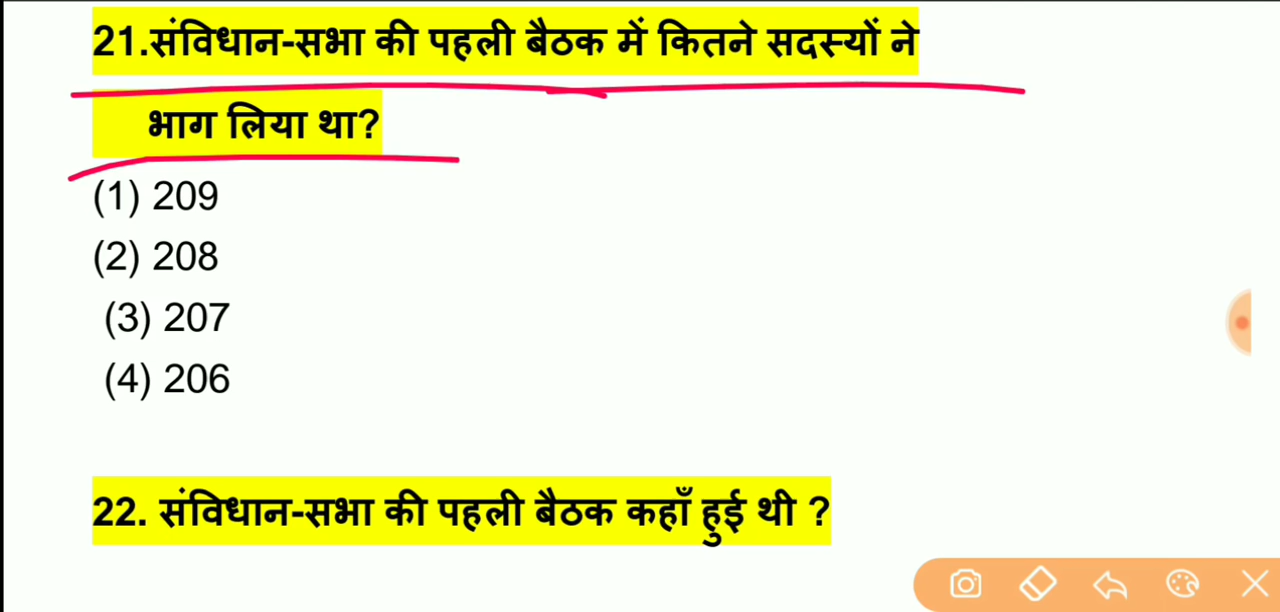 21.संविधान-सभा की पहली बैठक में कितने सदस्यों ने
भाग लिया था?
(1) 209
(2) 208
(3) 207
(4) 206
22. संविधान-सभा की पहली बैठक कहाँ हुई थी ?